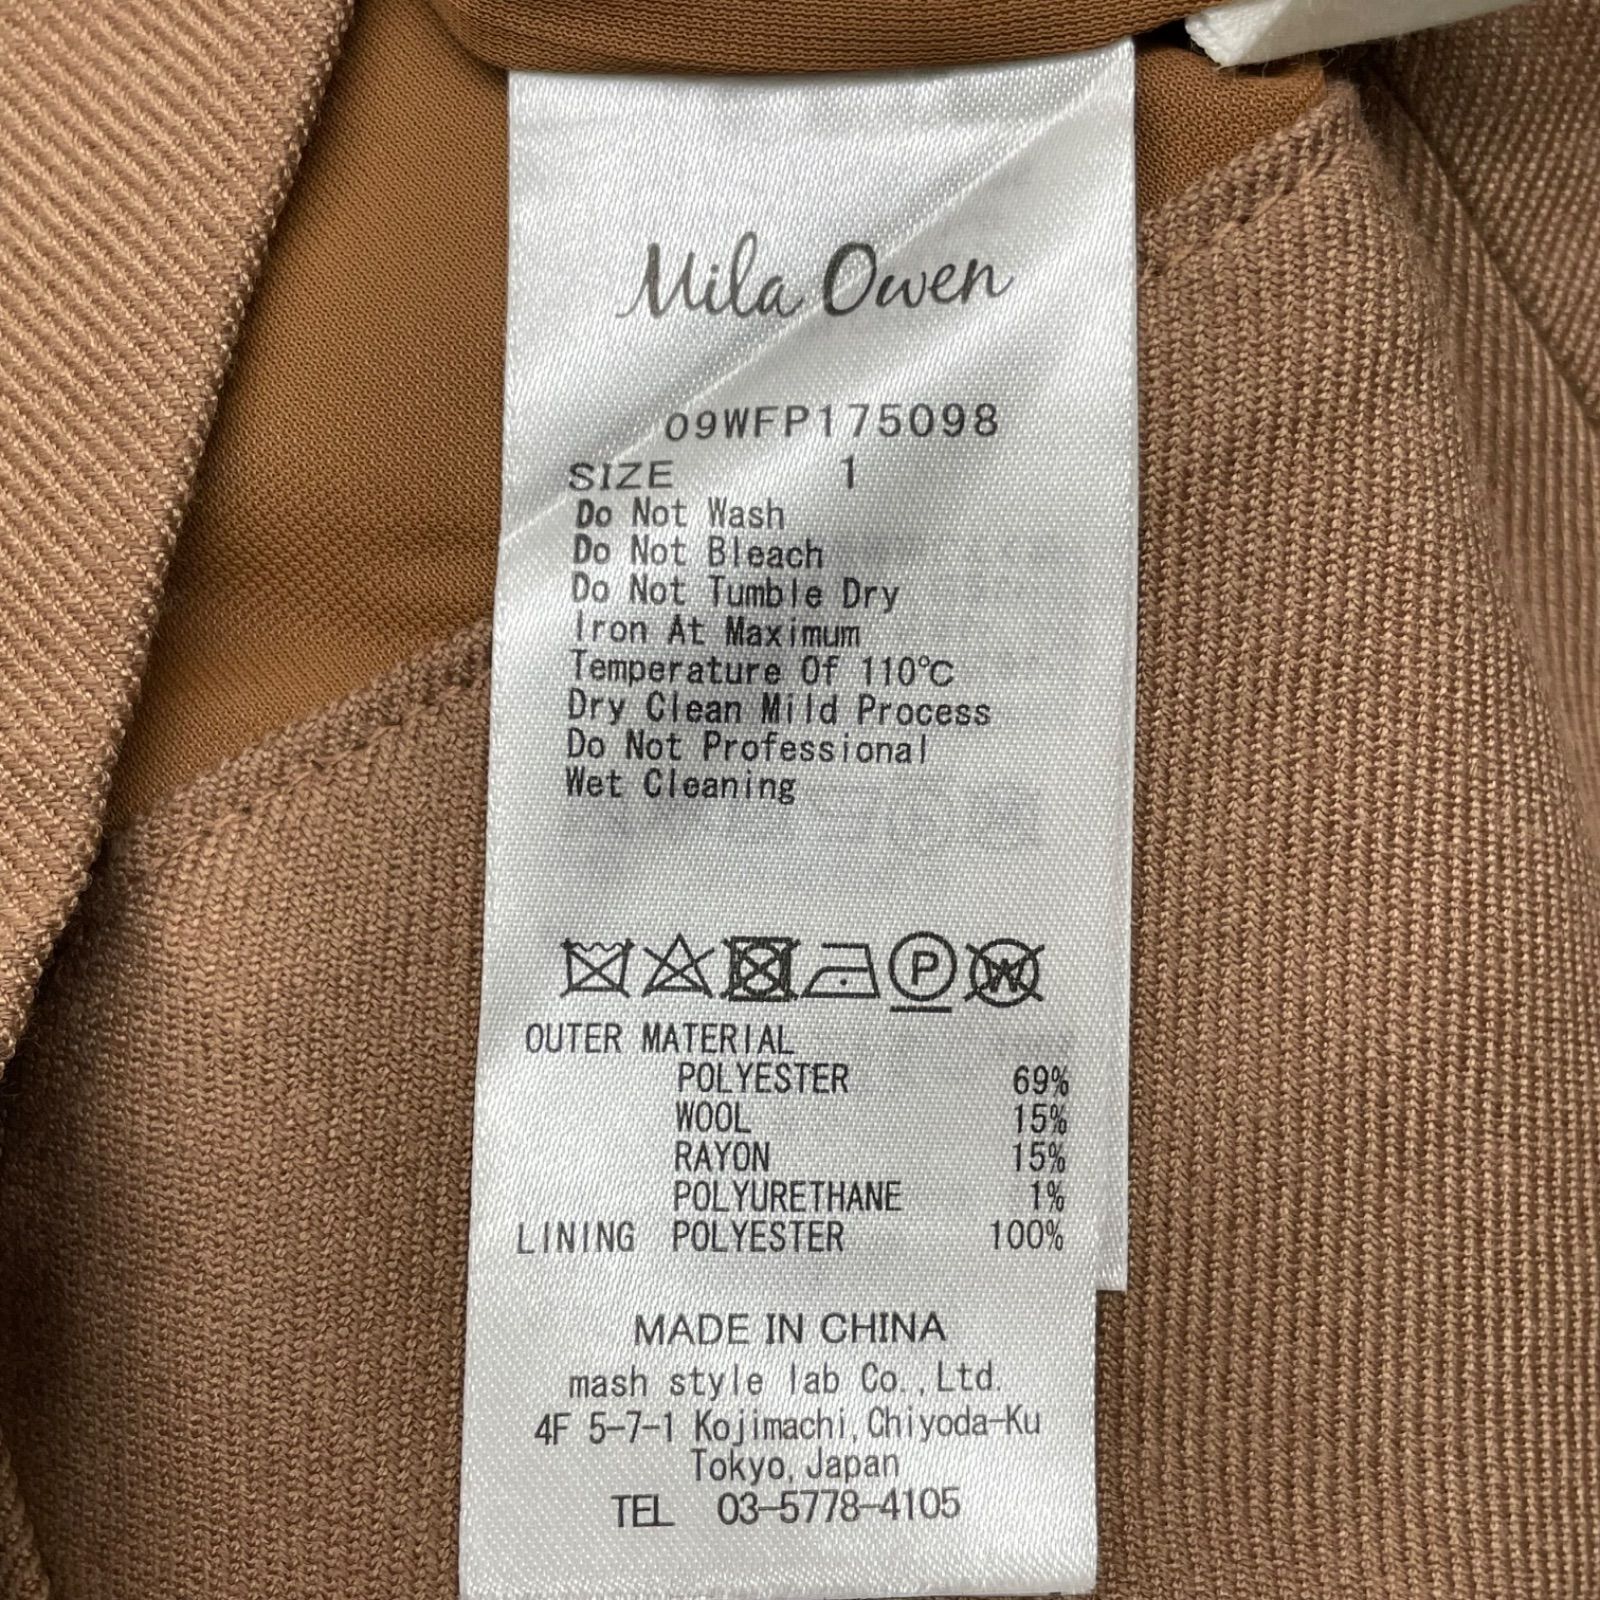 Mila Owen
09WFP175098
SIZE 1
Do Not Wash
Do Not Bleach
Do Not Tumble Dry
Iron At Maximum
Temperature Of 110℃
Dry Clean Mild Process
Do Not Professional
Wet Cleaning
P W
OUTER MATERIAL
POLYESTER 69%
WOOL 15%
RAYON 15%
POLYURETHANE 1%
LINING POLYESTER 100%
MADE IN CHINA
mash style lab Co.,Ltd.
4F 5-7-1 Kojimachi,Chiyoda-Ku
Tokyo,Japan
TEL 03-5778-4105